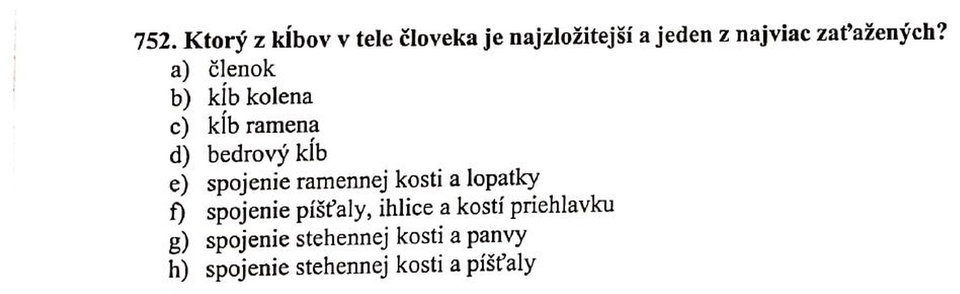 752. Ktorý z kĺbov v tele človeka je najzložitejší a jeden z najviac zaťažených?
a) členok
b) kĺb kolena
c) kĺb ramena
d) bedrový kĺb
e) spojenie ramennej kosti a lopatky
f) spojenie píšťaly, ihlice a kostí priehlavku
g) spojenie stehennej kosti a panvy
h) spojenie stehennej kosti a píšťaly